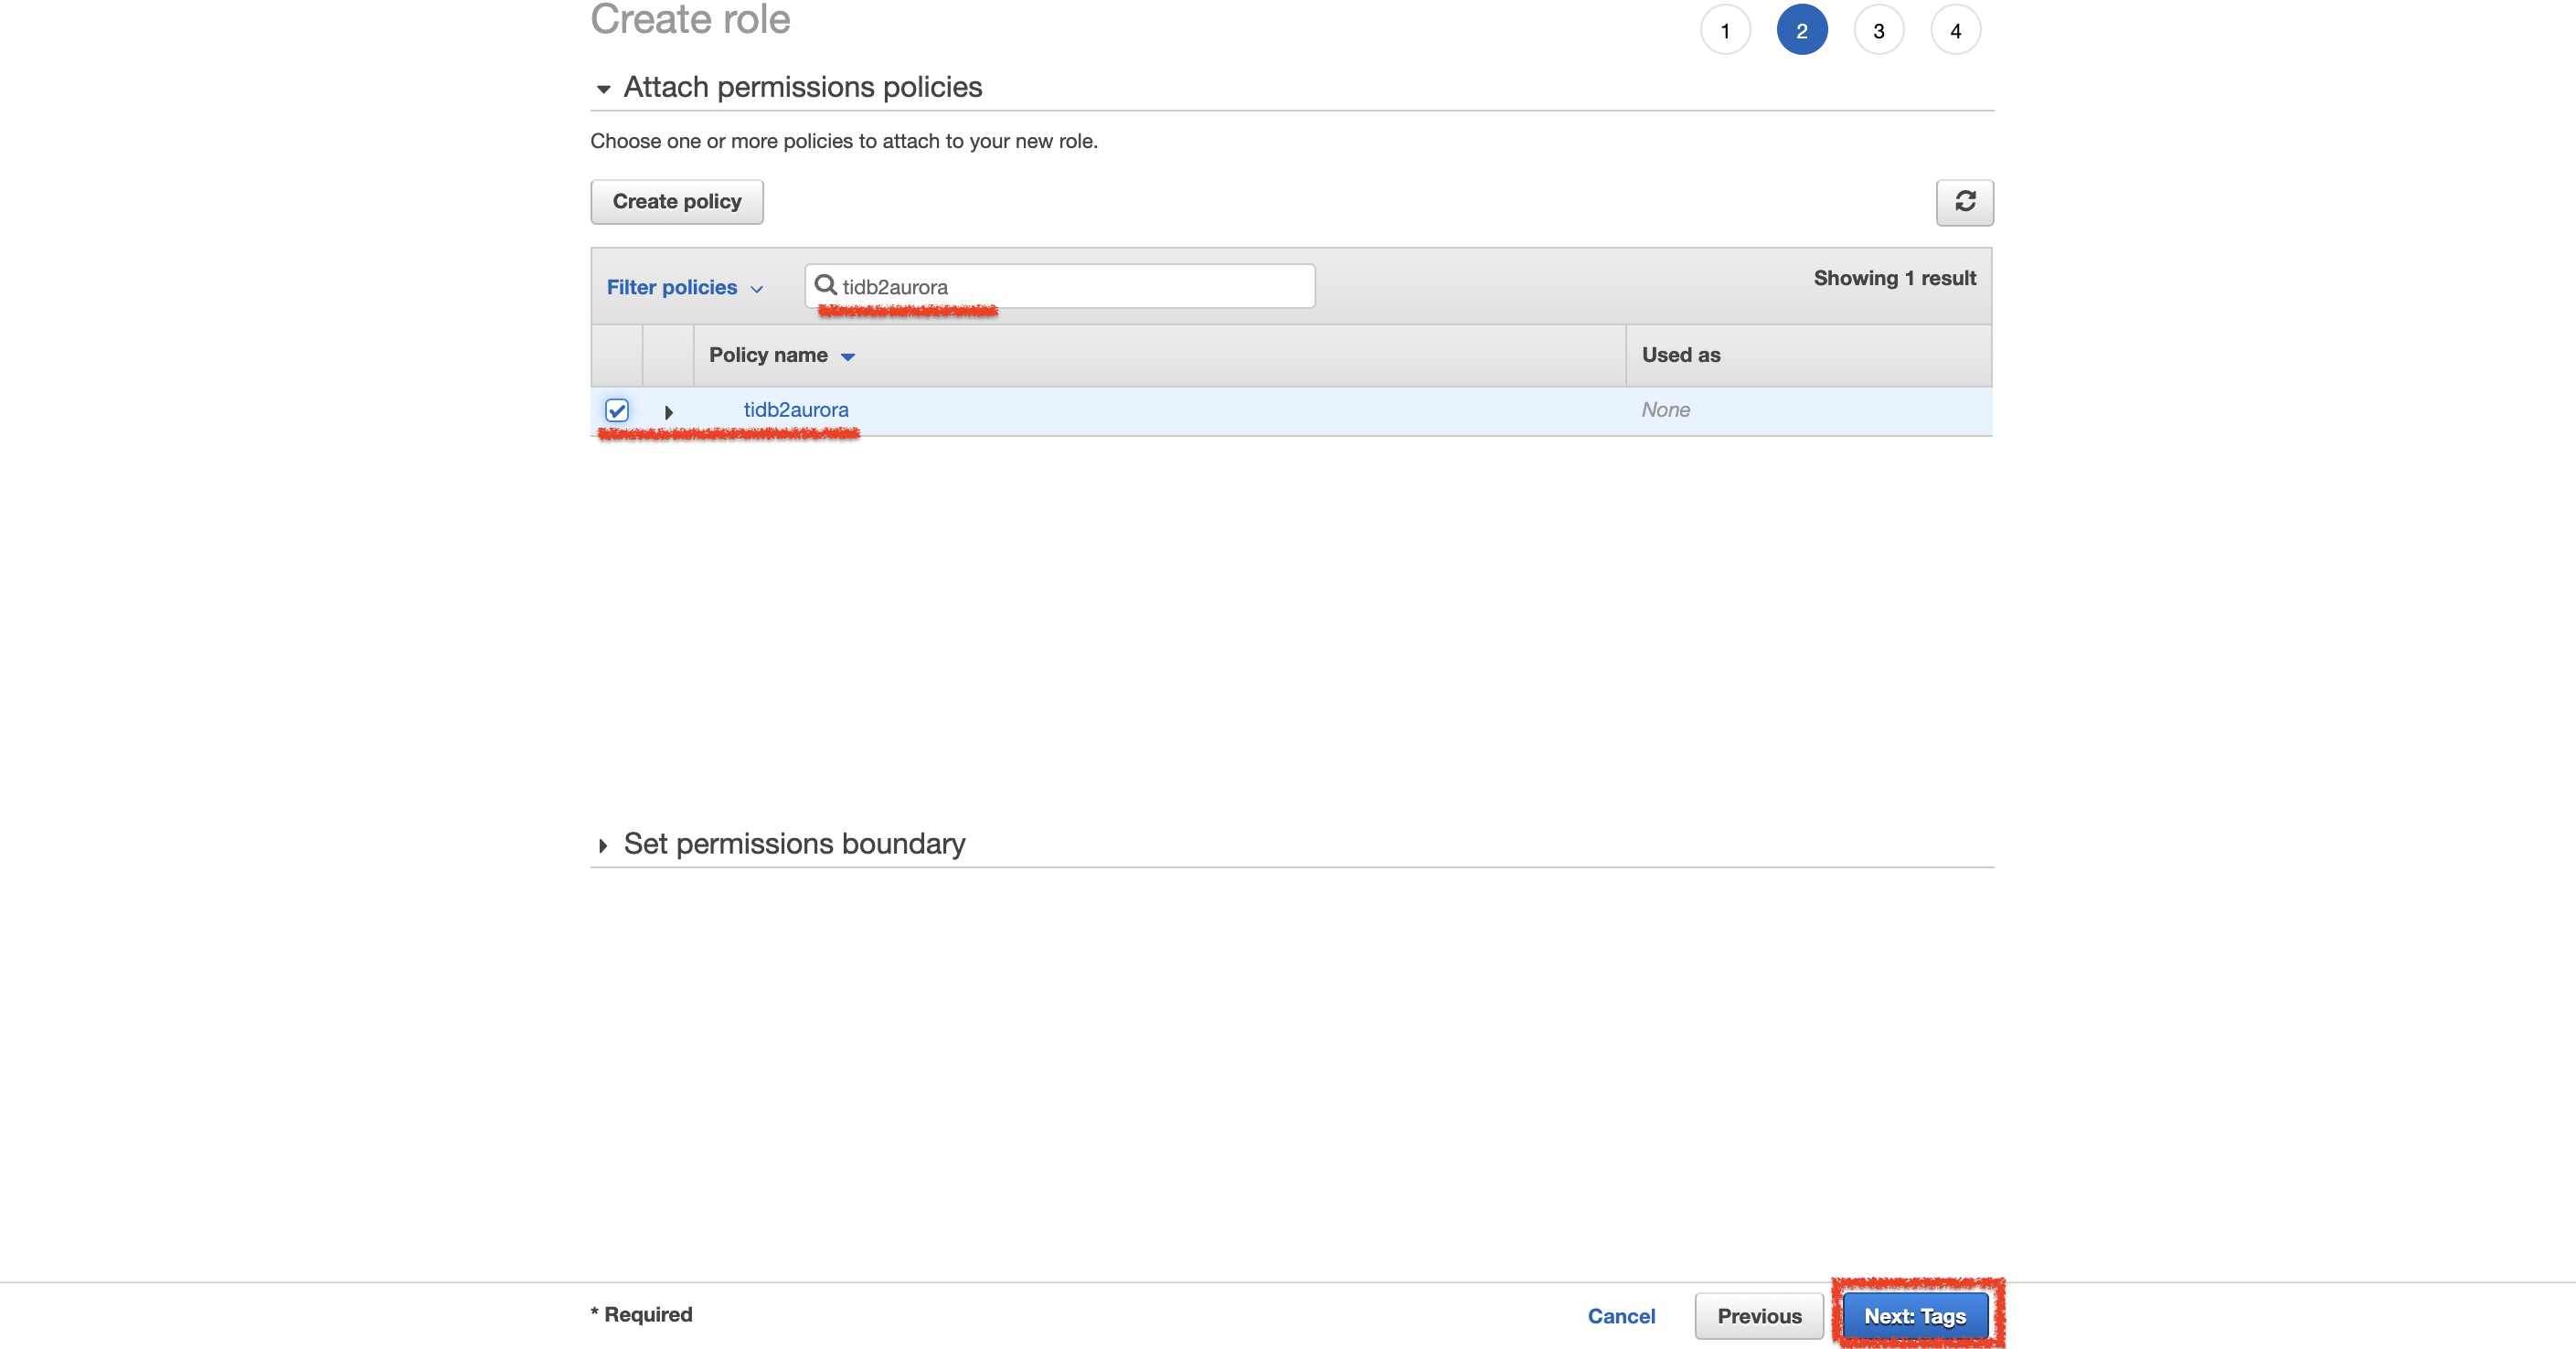 Create role
1 2 3 4
Attach permissions policies
Choose one or more policies to attach to your new role.
Create policy
Filter policies tidb2aurora Showing 1 result
Policy name Used as
tidb2aurora None
Set permissions boundary
* Required Cancel Previous Next: Tags